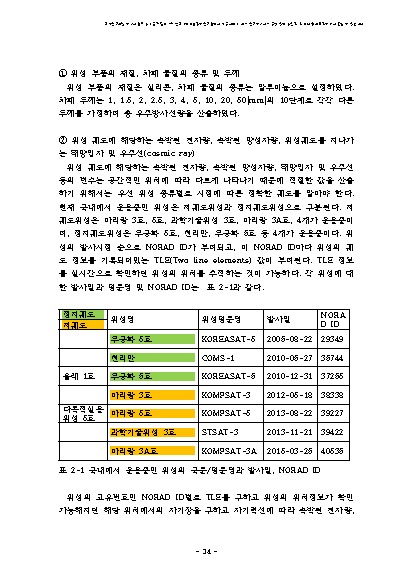 ① 위성 부품의 재질, 차폐 물질의 종류 및 두께
위성 부품의 재질은 실리콘, 차폐 물질의 종류는 알루미늄으로 설정하였다.
차폐 두께는 1, 1.5, 2, 2.5, 3, 4, 5, 10, 20, 50[mm]의 10단계로 각각 다른
두께를 가정하여 총 우주방사선량을 산출하였다.
② 위성 궤도에 해당하는 속박된 전자량, 속박된 양성자량, 위성궤도를 지나가
는 태양입자 및 우주선(cosmic ray)
위성 궤도에 해당하는 속박된 전자량, 속박된 양성자량, 태양입자 및 우주선
등의 변수는 공간적인 위치에 따라 다르게 나타나기 때문에 적절한 값을 산출
하기 위해서는 우선 위성 종류별로 시점에 따른 정확한 궤도를 알아야 한다.
현재 국내에서 운용중인 위성은 저궤도위성과 정지궤도위성으로 구분된다. 저
궤도위성은 아리랑 3호, 5호, 과학기술위성 3호, 아리랑 3A호, 4개가 운용중이
며, 정지궤도위성은 무궁화 5호, 천리안, 무궁화 6호 등 4개가 운용중이다. 위
성의 발사시점 순으로 NORAD ID가 부여되고, 이 NORAD ID마다 위성의 궤
도 정보를 기록되어있는 TLE(Two line elements) 값이 부여된다. TLE 정보
를 실시간으로 확인하면 위성의 위치를 추적하는 것이 가능하다. 각 위성에 대
한 발사일과 영문명 및 NORAD ID는 표 2-1과 같다.
정지궤도 위성명 위성영문명 발사일 NORA
저궤도 D ID
무궁화 5호 KOREASAT-5 2006-08-22 29349
천리안 COMS-1 2010-06-27 36744
올레 1호 무궁화 6호 KOREASAT-6 2010-12-31 37265
아리랑 3호 KOMPSAT-3 2012-05-18 38338
다목적실용
위성 5호 아리랑 5호 KOMPSAT-5 2013-08-22 39227
과학기술위성 3호 STSAT-3 2013-11-21 39422
아리랑 3A호 KOMPSAT-3A 2015-03-25 40536
표 2-1 국내에서 운용중인 위성의 국문/영문명과 발사일, NORAD ID
위성의 고유번호인 NORAD ID별로 TLE를 구하고 위성의 위치정보가 확인
가능해지면 해당 위치에서의 자기장을 구하고 자기력선에 따라 속박된 전자량,
- 34 -